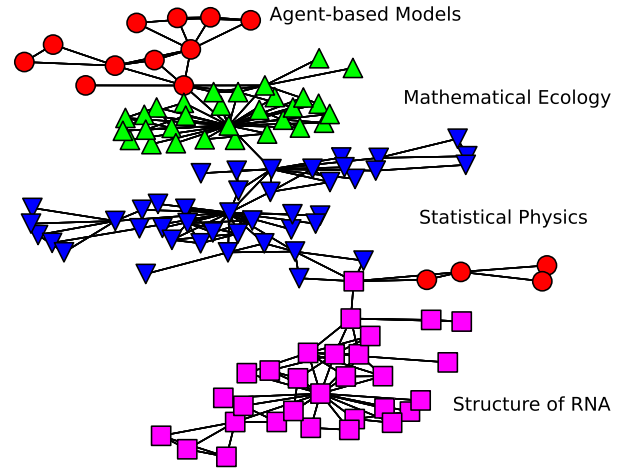 Agent-based Models
Mathematical Ecology
Statistical Physics
Structure of RNA